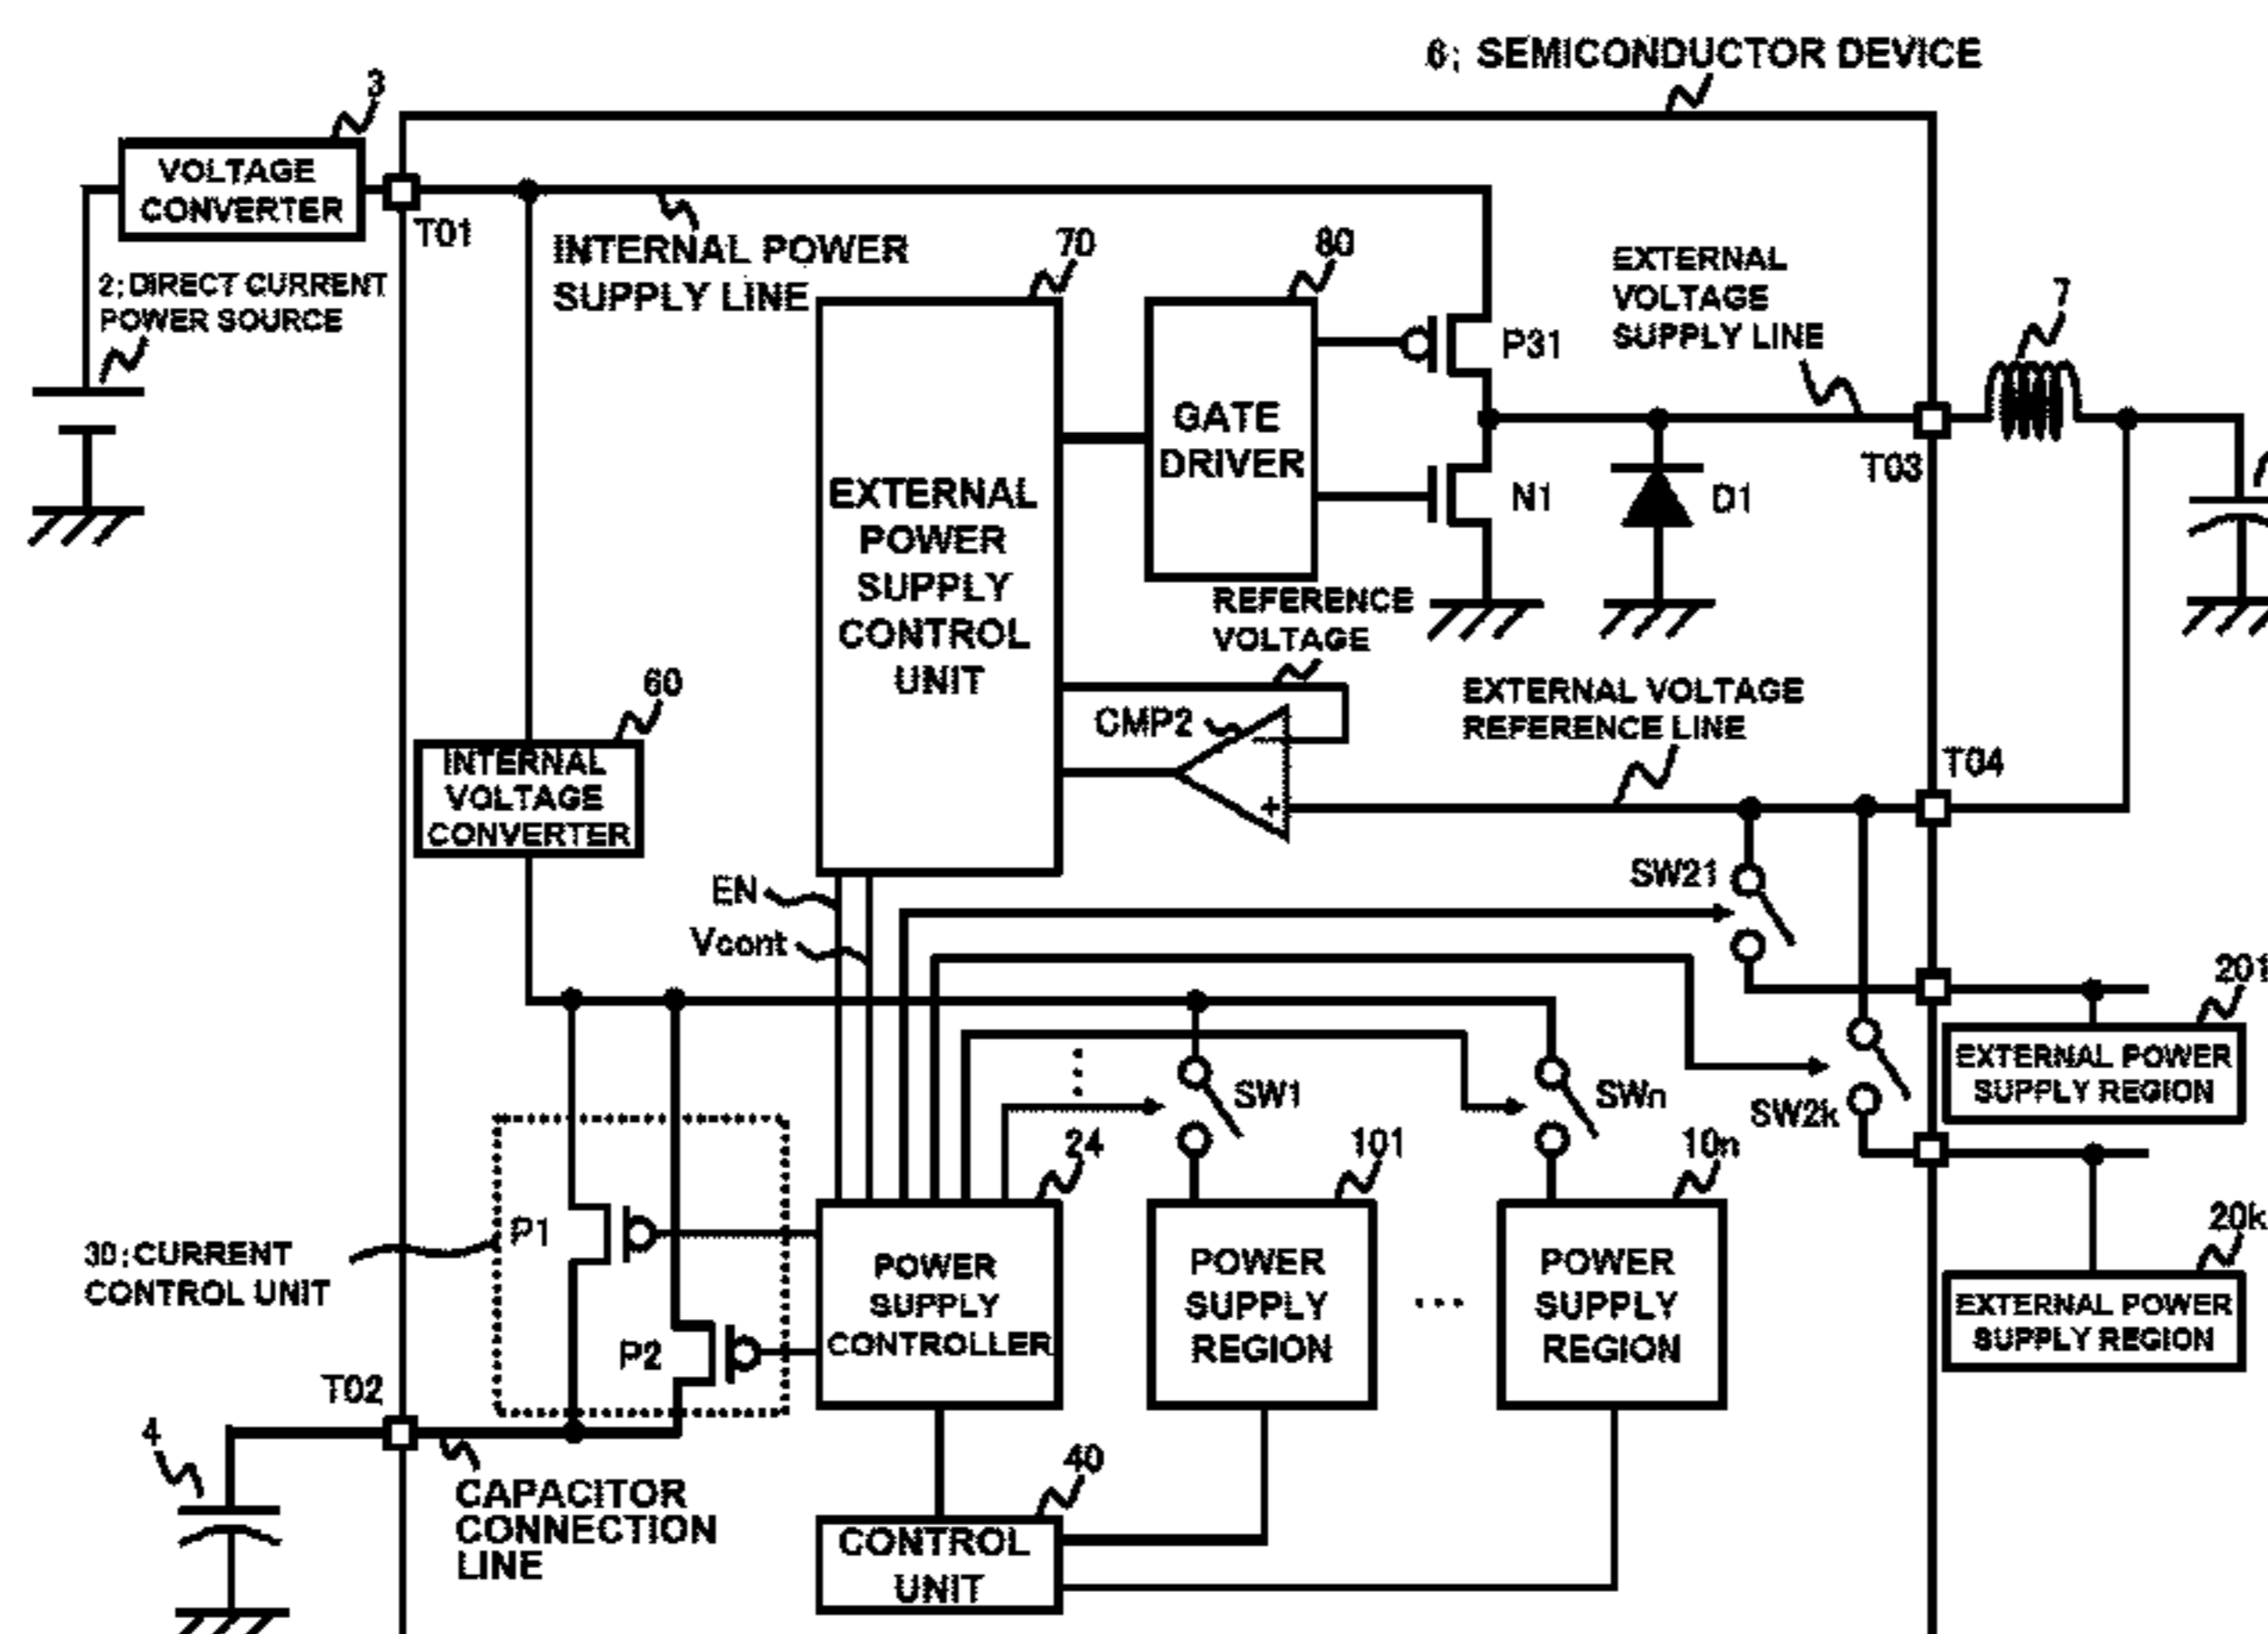 6; SEMICONDUCTOR DEVICE
3
VOLTAGE
CONVERTER
T01
2; DIRECT CURRENT
POWER SOURCE
INTERNAL POWER
SUPPLY LINE
70
80
EXTERNAL
VOLTAGE
SUPPLY LINE
7
P31
GATE
DRIVER
T03
N1
D1
EXTERNAL
POWER
SUPPLY
CONTROL
UNIT
REFERENCE
VOLTAGE
60
CMP2
-
+
EXTERNAL VOLTAGE
REFERENCE LINE
T04
INTERNAL
VOLTAGE
CONVERTER
EN
Vcont
SW21
201
EXTERNAL POWER
SUPPLY REGION
SW1
SWn
SW2k
24
101
10n
P1
30; CURRENT
CONTROL UNIT
POWER
SUPPLY
CONTROLLER
POWER
SUPPLY
REGION
...
POWER
SUPPLY
REGION
20k
EXTERNAL POWER
SUPPLY REGION
P2
T02
4
CAPACITOR
CONNECTION
LINE
40
CONTROL
UNIT